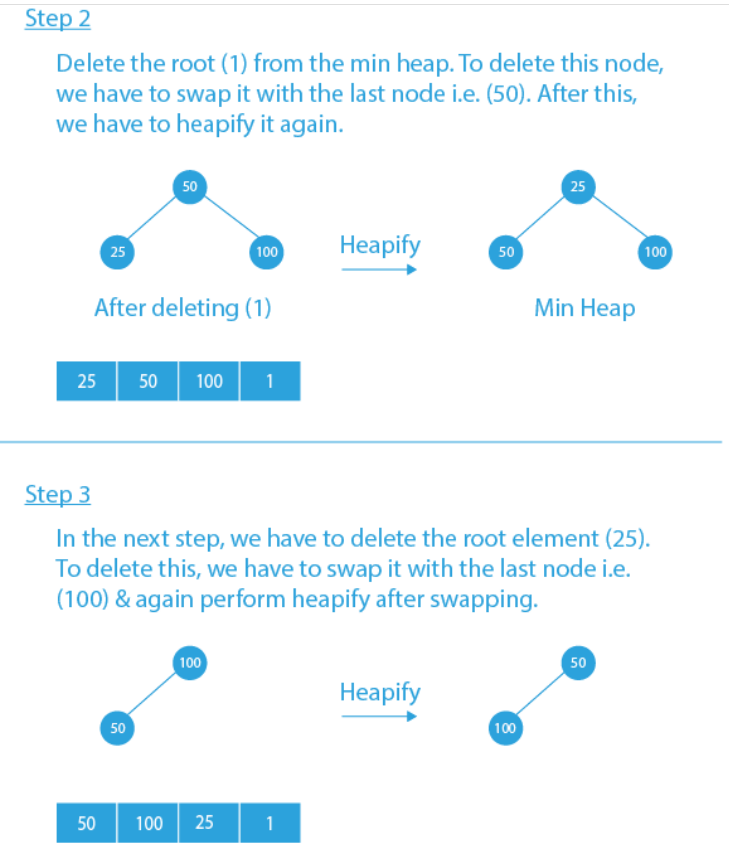 Step 2
Delete the root (1) from the min heap. To delete this node,
we have to swap it with the last node i.e. (50). After this,
we have to heapify it again.
50
25
100
Heapify
25
50
100
After deleting (1)
Min Heap
25 50 100 1
Step 3
In the next step, we have to delete the root element (25).
To delete this, we have to swap it with the last node i.e.
(100) & again perform heapify after swapping.
100
50
Heapify
50
100
50 100 25 1